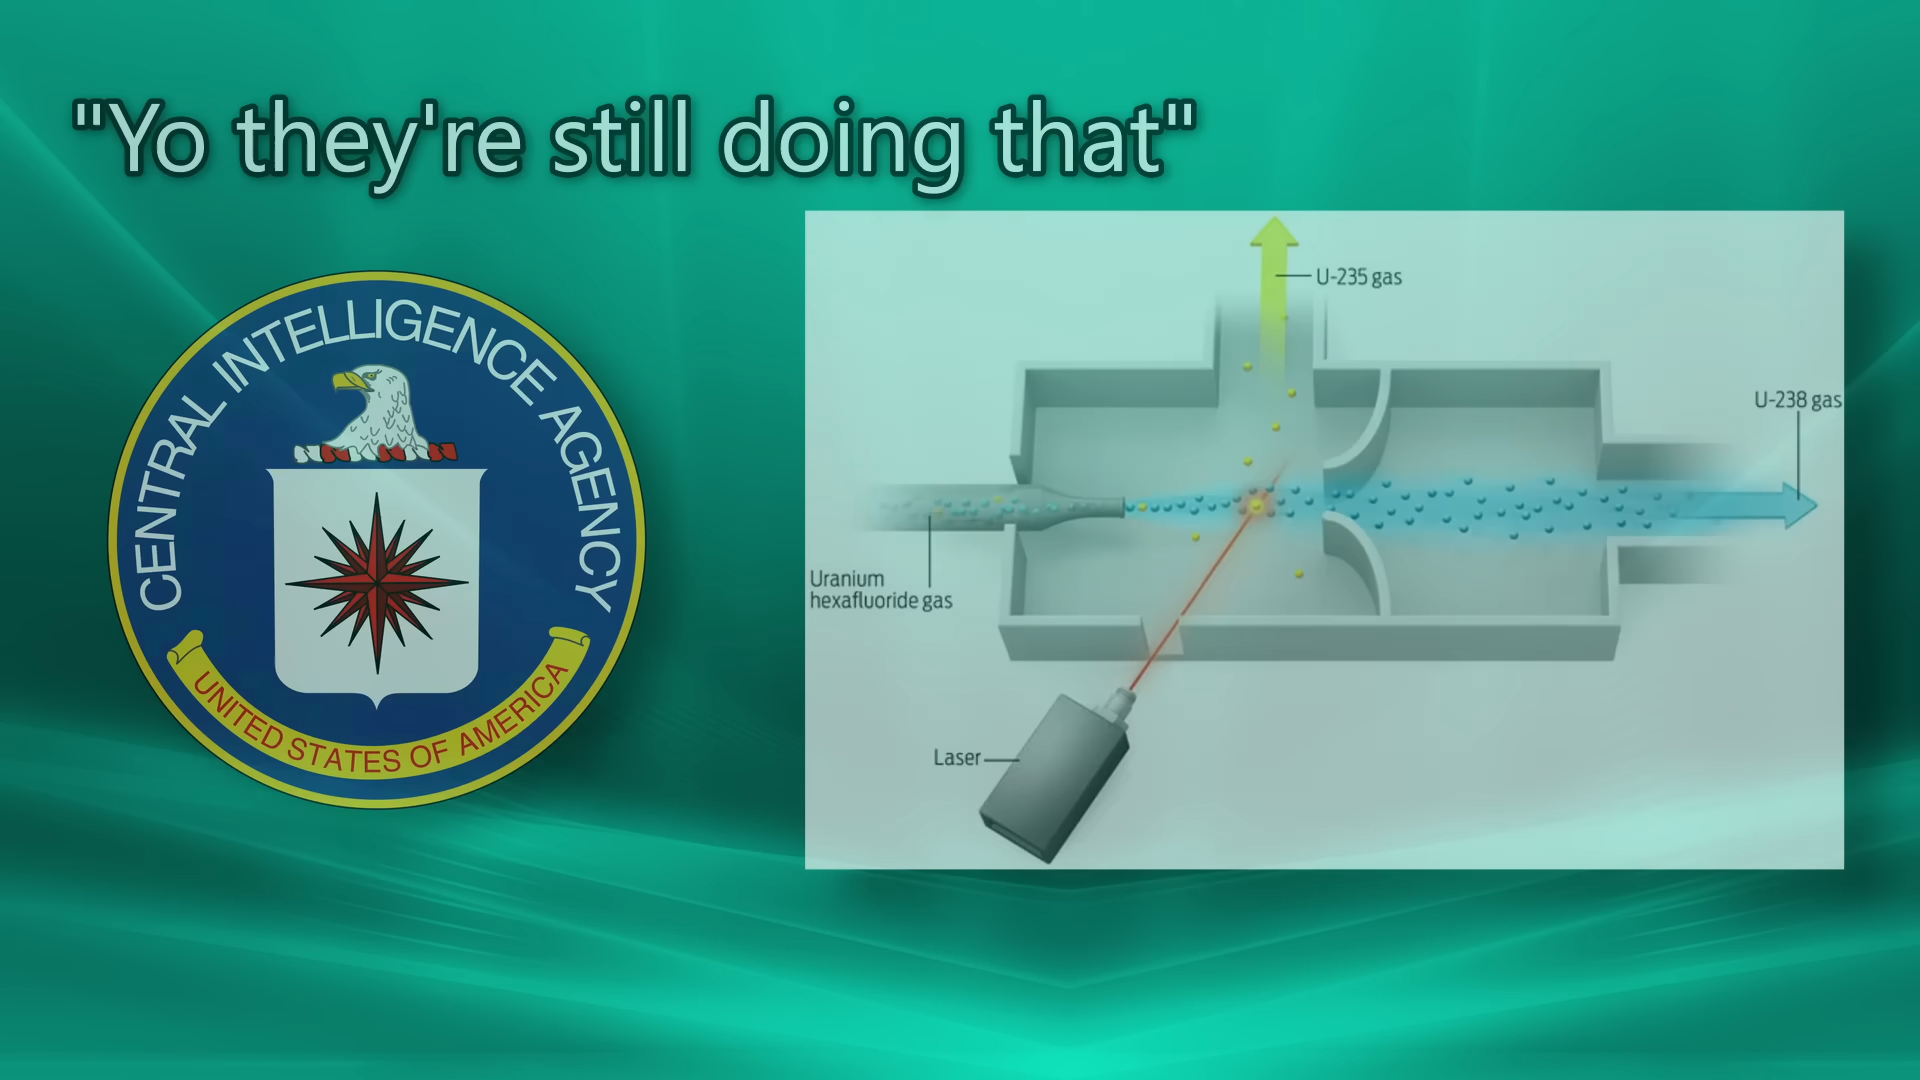 "Yo they're still doing that"
CENTRAL INTELLIGENCE AGENCY
UNITED STATES OF AMERICA
U-235 gas
U-238 gas
Uranium
hexafluoride gas
Laser